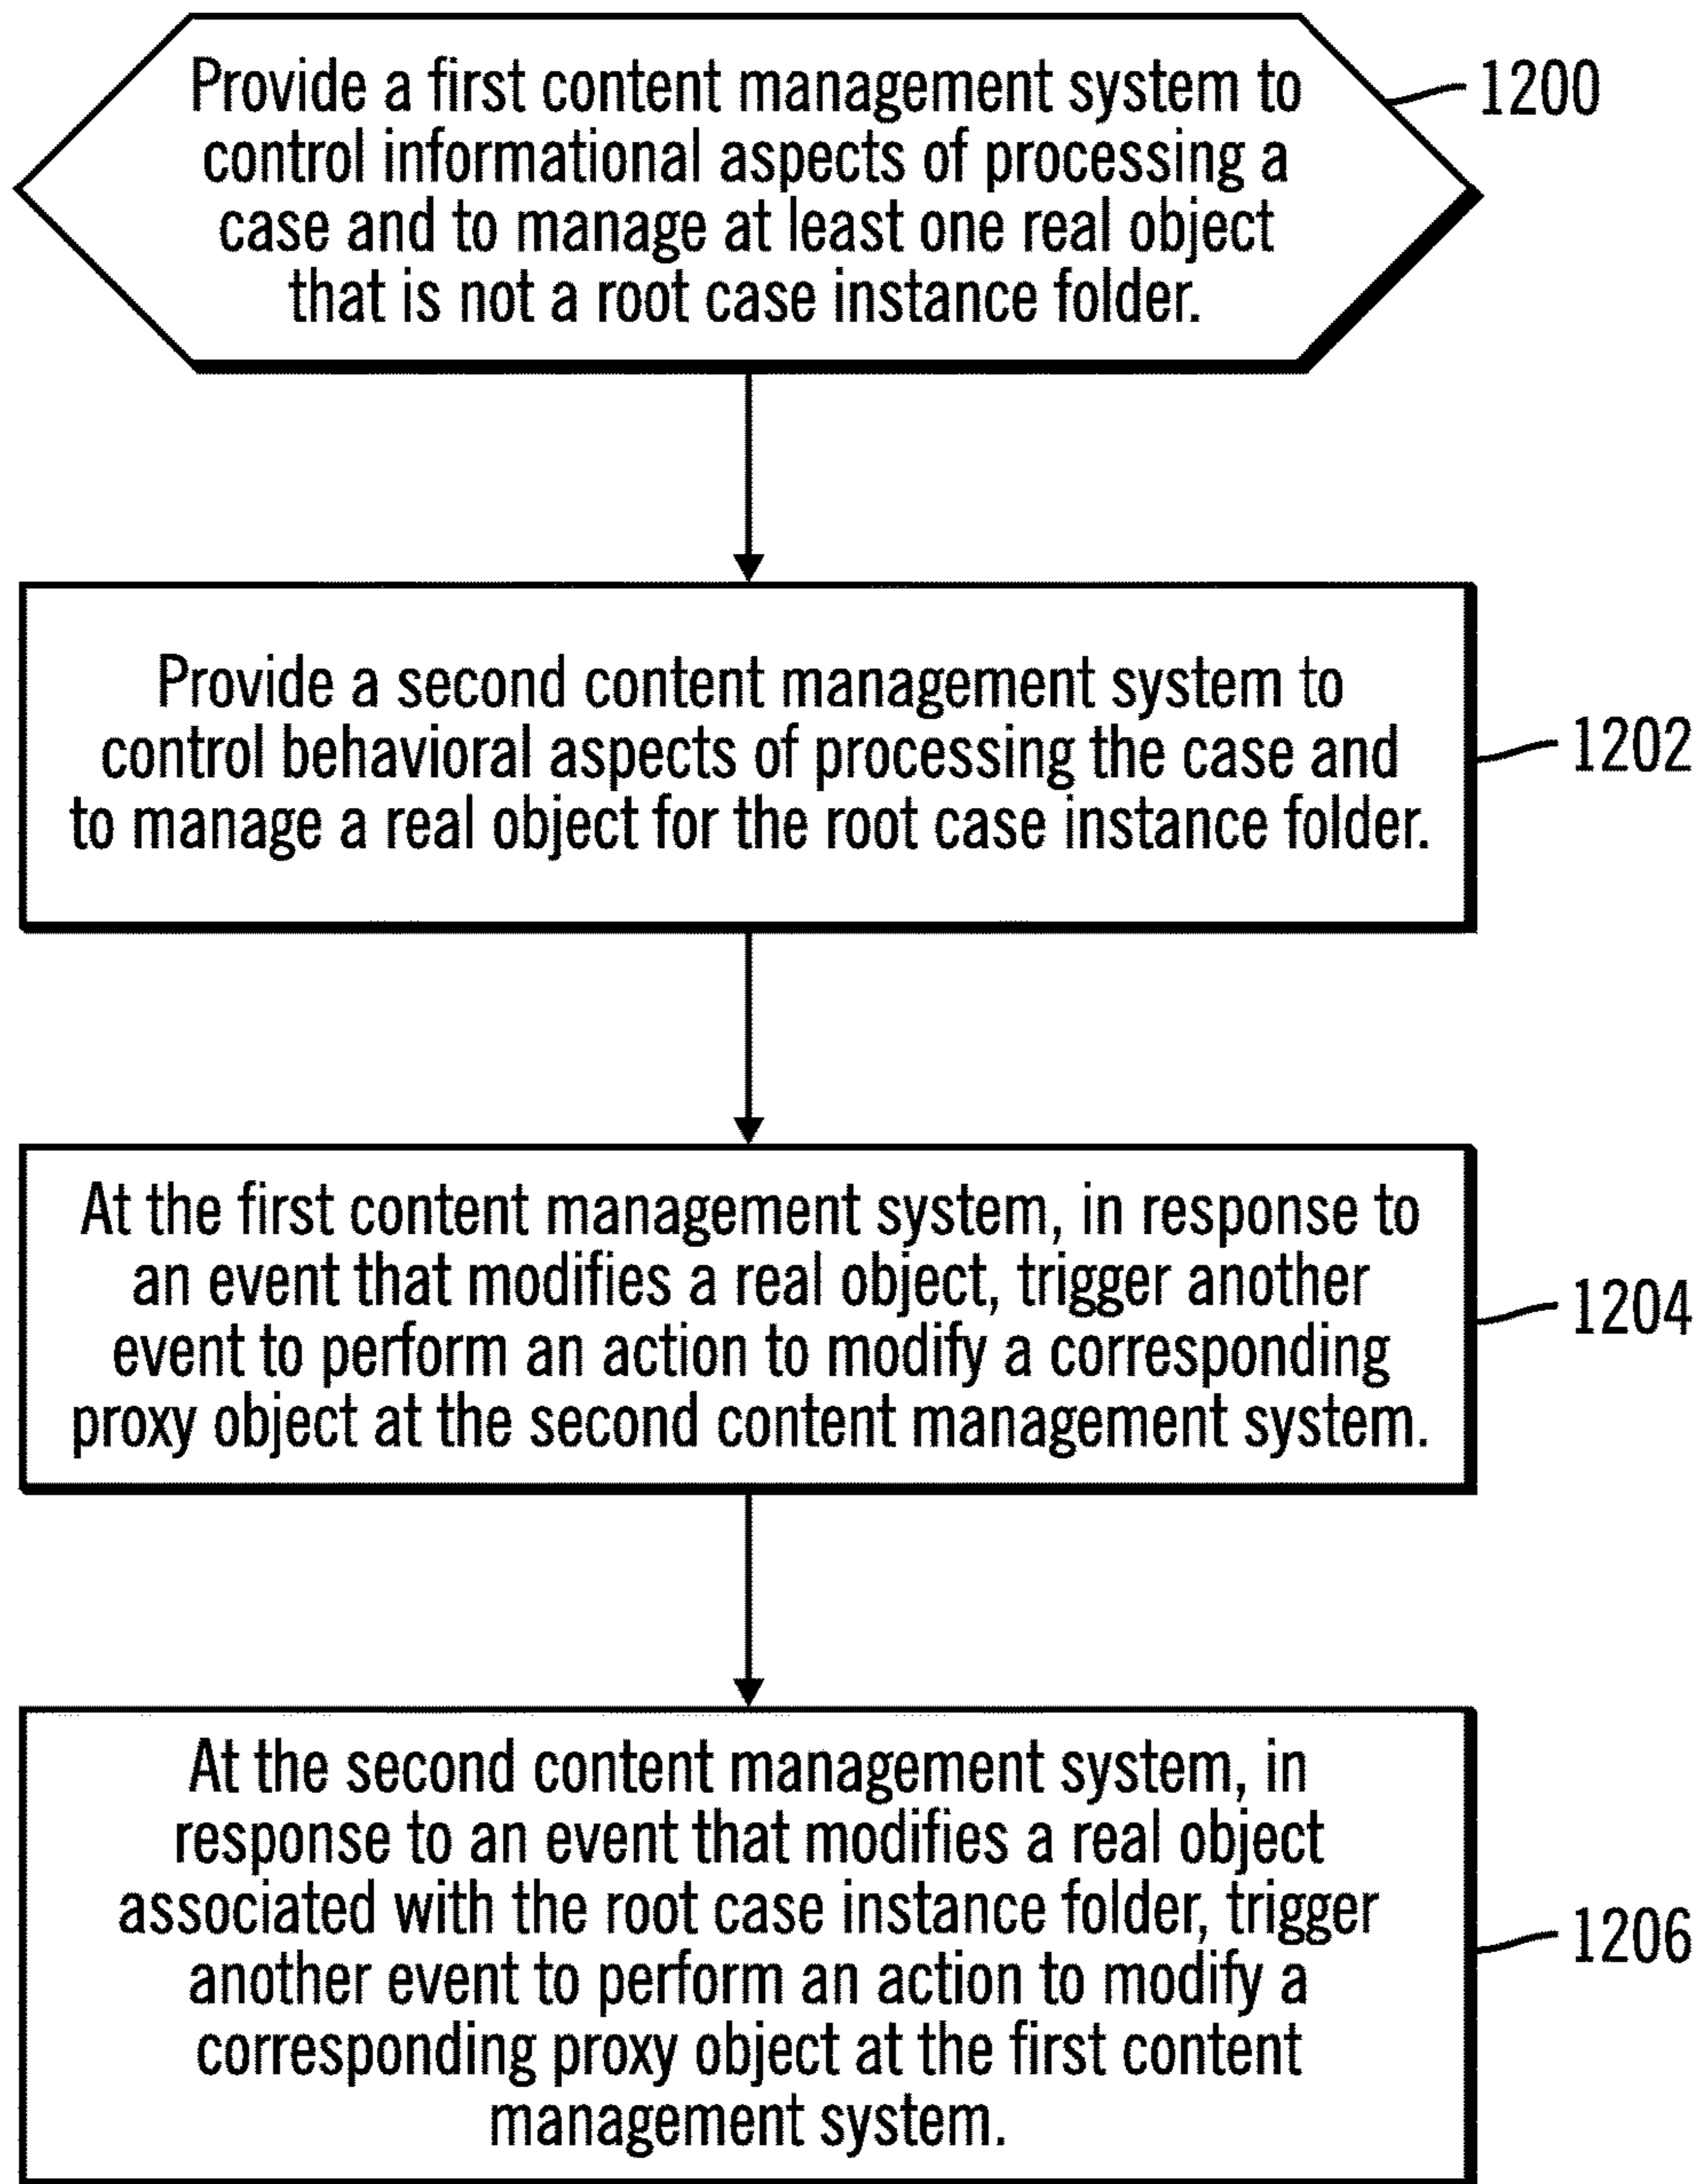 Provide a first content management system to
control informational aspects of processing a
case and to manage at least one real object
that is not a root case instance folder.
1200
Provide a second content management system to
control behavioral aspects of processing the case and
to manage a real object for the root case instance folder.
1202
At the first content management system, in response to
an event that modifies a real object, trigger another
event to perform an action to modify a corresponding
proxy object at the second content management system.
1204
At the second content management system, in
response to an event that modifies a real object
associated with the root case instance folder, trigger
another event to perform an action to modify a
corresponding proxy object at the first content
management system.
1206